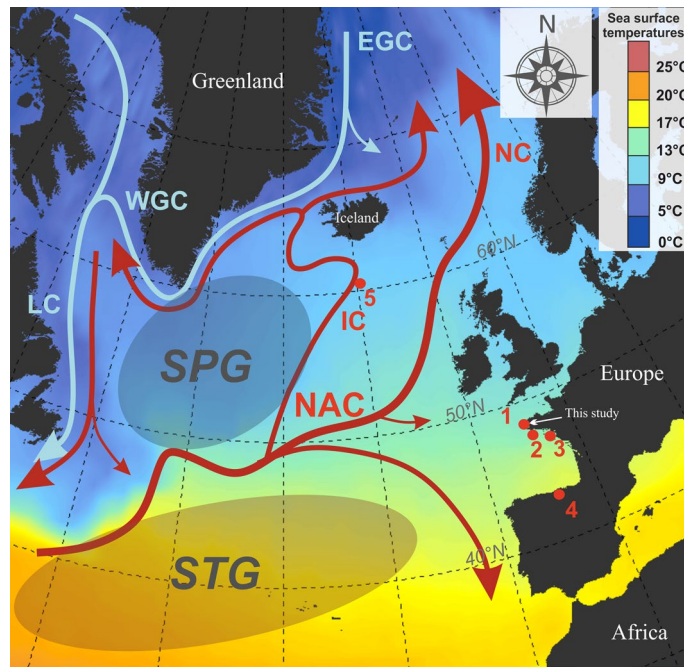 Sea surface
temperatures
25°C
20°C
17°C
13°C
9°C
5°C
0°C
N
EGC
Greenland
NC
WGC
Iceland
60°N
LC
5
IC
SPG
Europe
NAC
50°N
1
This study
2
3
4
STG
40°N
Africa